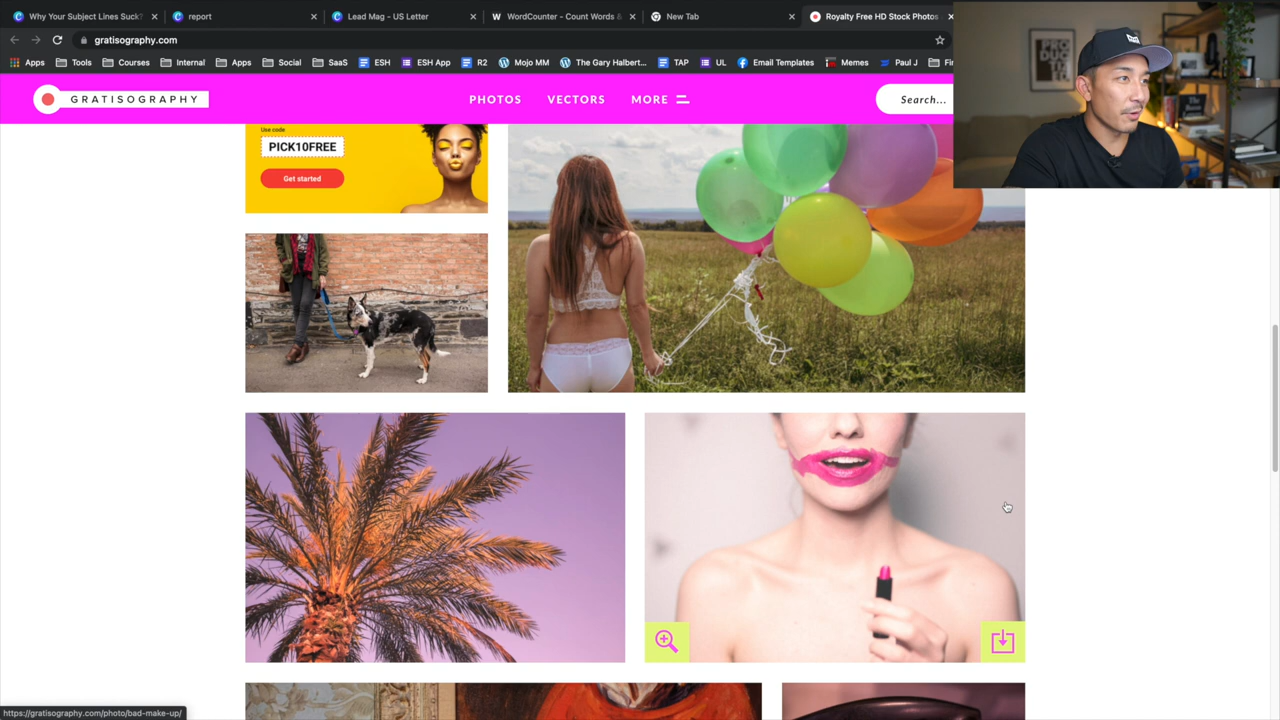 Why Your Subject Lines Suck?
report
Lead Mag - US Letter
WordCounter - Count Words &
New Tab
Royalty Free HD Stock Photos
gratisography.com
Apps
Tools
Courses
Internal
Apps
Social
SaaS
ESH
ESH App
R2
Mojo MM
The Gary Halbert...
TAP
UL
Email Templates
Memes
Paul J
GRATISOGRAPHY
PHOTOS
VECTORS
MORE
Search...
Use code
PICK10FREE
Get started
https://gratisography.com/photo/bad-make-up/